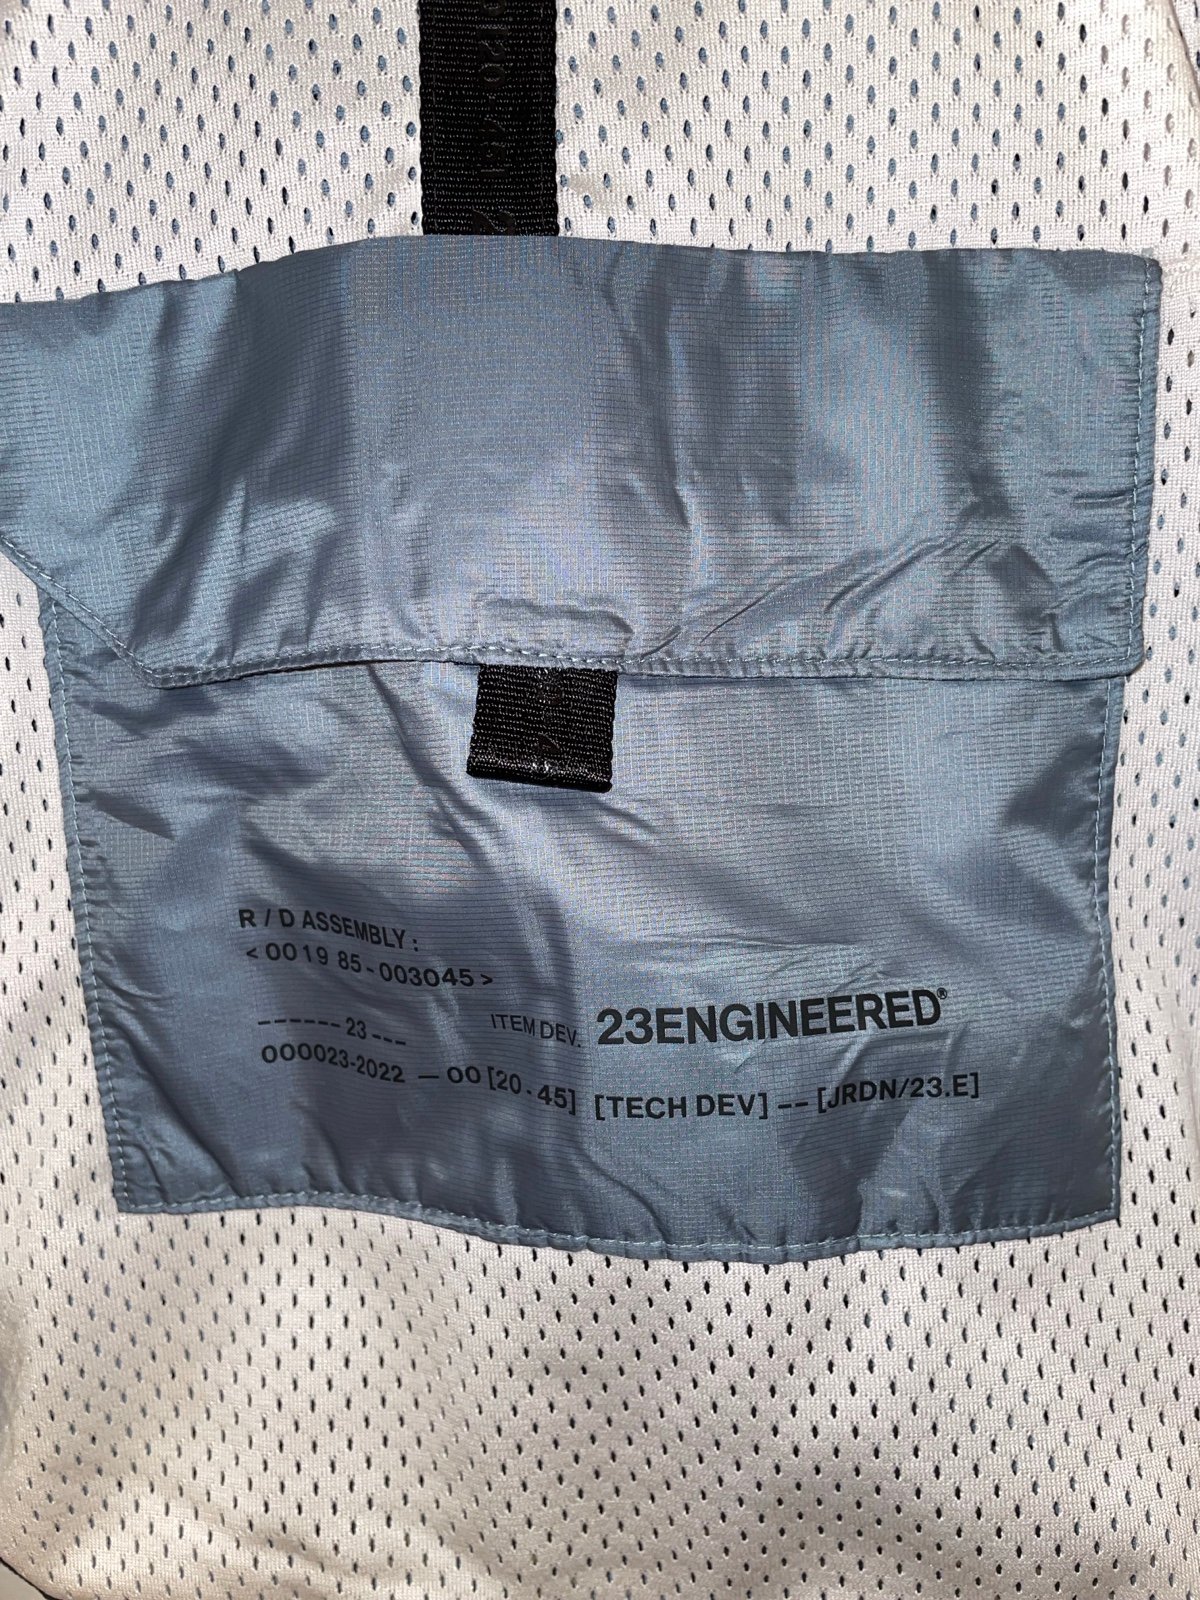 R / D ASSEMBLY :
< 0019 85 - 003045 >
------ 23 ---
ITEM DEV. 23ENGINEERED®
000023-2022 — 00 [20 - 45] [TECH DEV] -- [JRDN/23.E]